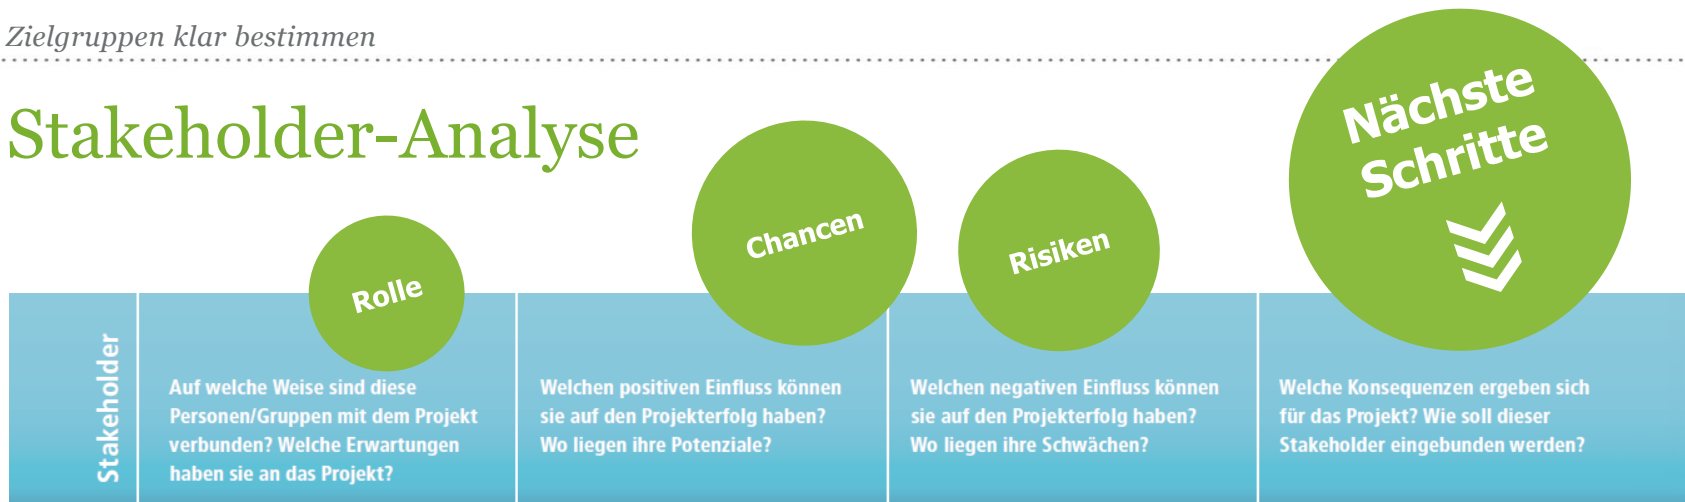 Zielgruppen klar bestimmen
Stakeholder-Analyse
Rolle
Chancen
Risiken
Nächste
Schritte
Stakeholder
Auf welche Weise sind diese
Personen/Gruppen mit dem Projekt
verbunden? Welche Erwartungen
haben sie an das Projekt?
Welchen positiven Einfluss können
sie auf den Projekterfolg haben?
Wo liegen ihre Potenziale?
Welchen negativen Einfluss können
sie auf den Projekterfolg haben?
Wo liegen ihre Schwächen?
Welche Konsequenzen ergeben sich
für das Projekt? Wie soll dieser
Stakeholder eingebunden werden?